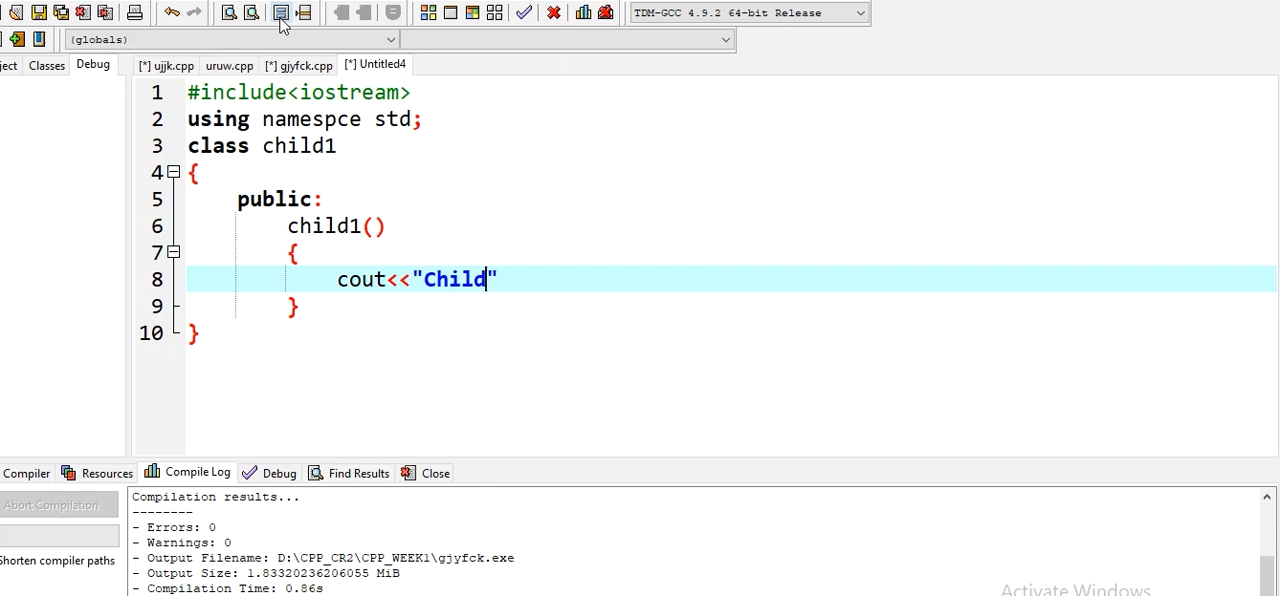 TDM-GCC 4.9.2 64-bit Release
(globals)
ject Classes Debug [*] ujjk.cpp uruw.cpp [*] gjyfck.cpp [*] Untitled4
1 #include<iostream>
2 using namespce std;
3 class child1
4 {
5 public:
6 child1()
7 {
8 cout<<"Child"
9 }
10 }
Compiler Resources Compile Log Debug Find Results Close
Abort Compilation
Shorten compiler paths
Compilation results...
--------
- Errors: 0
- Warnings: 0
- Output Filename: D:\CPP_CR2\CPP_WEEK1\gjyfck.exe
- Output Size: 1.83320236206055 MiB
- Compilation Time: 0.86s
Activate Windows